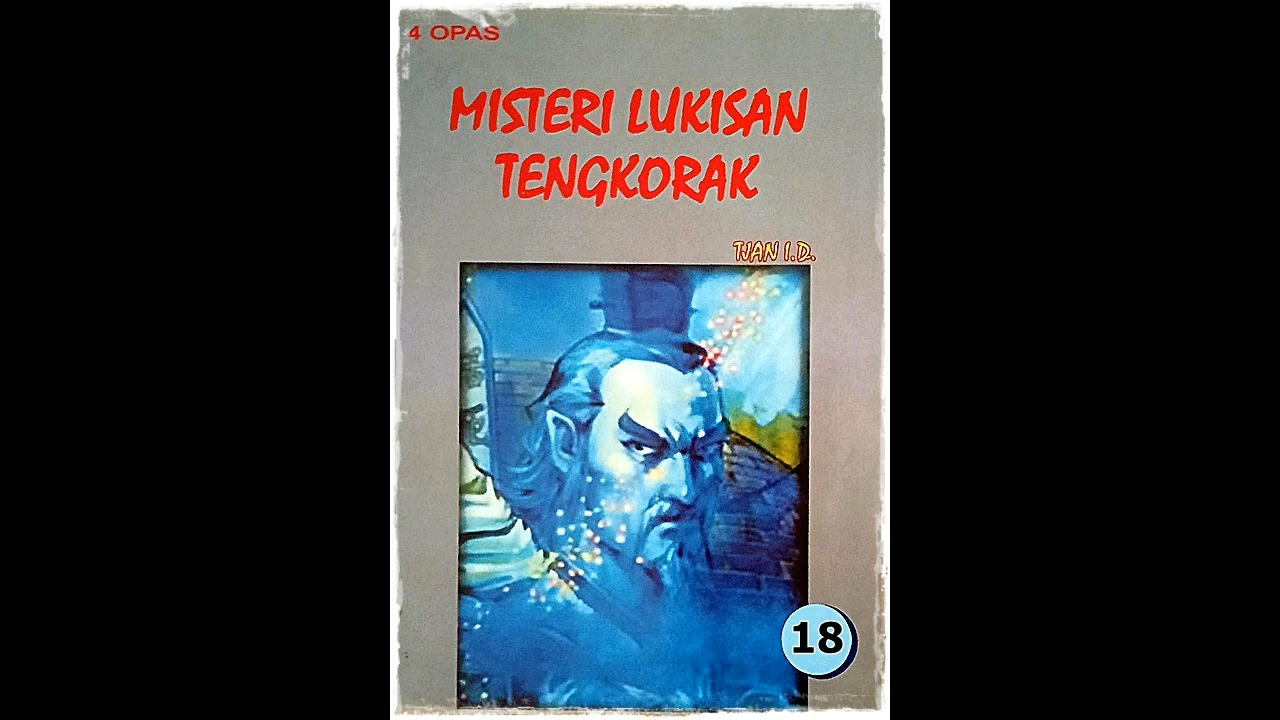 4 OPAS
MISTERI LUKISAN
TENGKORAK
TJAN I.D.
18